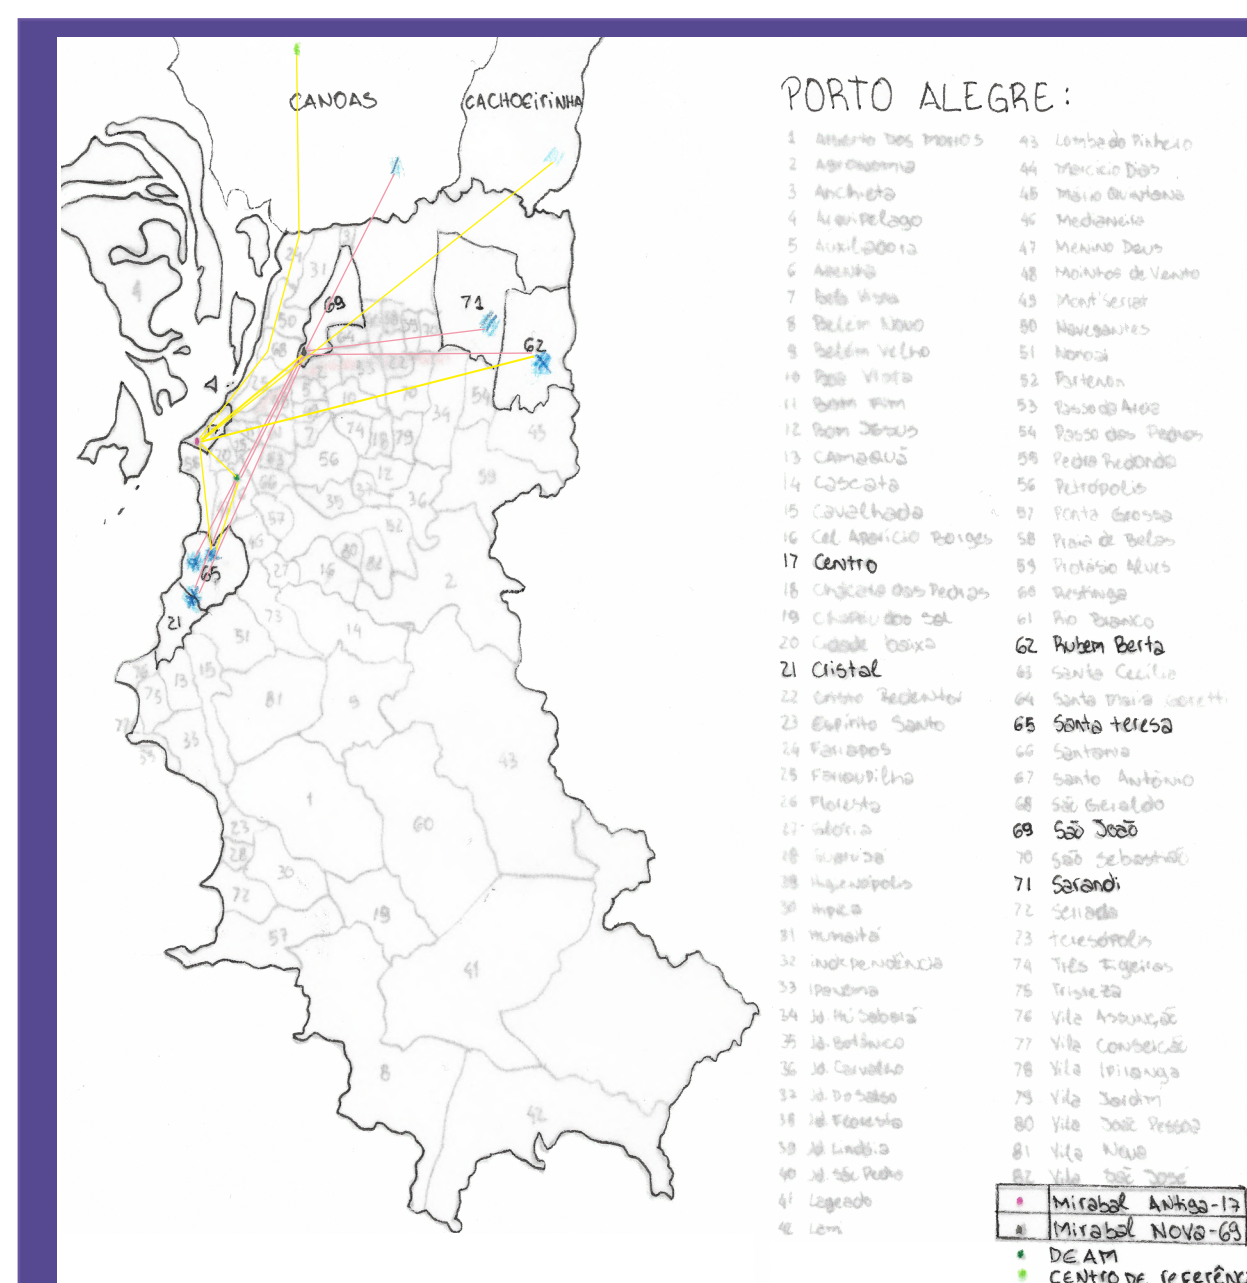 CANOAS
CACHOEIRINHA
PORTO ALEGRE:
2 Agronomia
3 Anchieta
5 Auxiliadora
6 Azenha
7 Bela Vista
8 Belém Novo
9 Belém Velho
10 Boa Vista
11 Bom Fim
12 Bom Jesus
13 CAMAQUÃ
14 Cascata
15 Cavalhada
16 Cel. Aparício Borges
17 Centro
18 Chácara das Pedras
19 Chapéu do Sol
20 Cidade baixa
21 Cristal
22 Cristo Redentor
23 Espírito Santo
24 Farrapos
25 Farroupilha
26 Floresta
27 Glória
28 Guarujá
29 Higienópolis
30 Hípica
31 Humaitá
32 independência
33 Ipanema
34 Jd. Itú Sabará
35 Jd. Botânico
36 Jd. Carvalho
37 Jd. Do Salso
38 Jd. Floresta
39 Jd. Lindóia
40 Jd. São Pedro
41 Lageado
42 Lami
43 Lomba do Pinheiro
44 Marcício Dias
45 Mario Quintana
46 Medianeira
47 Menino Deus
48 Moinhos de Vento
49 Mont'Serrat
50 Navegantes
51 Nonoai
52 Partenon
53 Passo da Areia
54 Passo das Pedras
55 Pedra Redonda
56 Petrópolis
57 Ponta Grossa
58 Praia de Belas
59 Protásio Alves
60 Restinga
61 Rio Branco
62 Rubem Berta
63 Santa Cecília
64 Santa Maria Goretti
65 Santa teresa
66 Santana
67 Santo Antônio
68 São Geraldo
69 São João
70 São Sebastião
71 Sarandi
72 Serraria
73 teresópolis
74 Três Figueiras
75 Tristeza
76 Vila Assunção
77 Vila Conseição
78 Vila Ipiranga
79 Vila Jardim
80 Vila João Pessoa
81 Vila Nova
82 Vila São José
Mirabal ANtiga-17
Mirabal NOVA-69
DEAM
CENTRO DE referênc